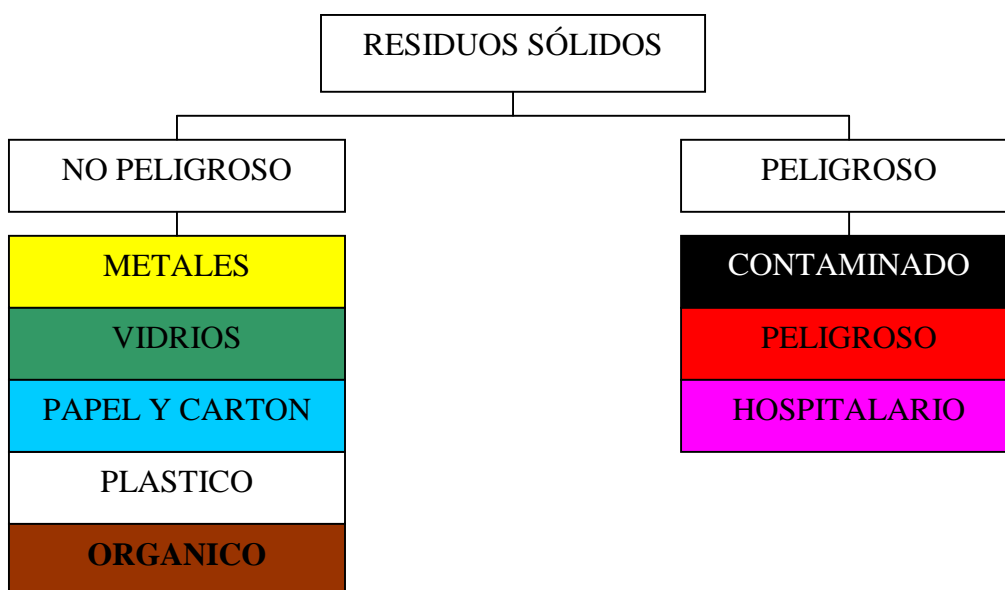 RESIDUOS SÓLIDOS
NO PELIGROSO
PELIGROSO
METALES
VIDRIOS
PAPEL Y CARTON
PLASTICO
ORGANICO
CONTAMINADO
PELIGROSO
HOSPITALARIO